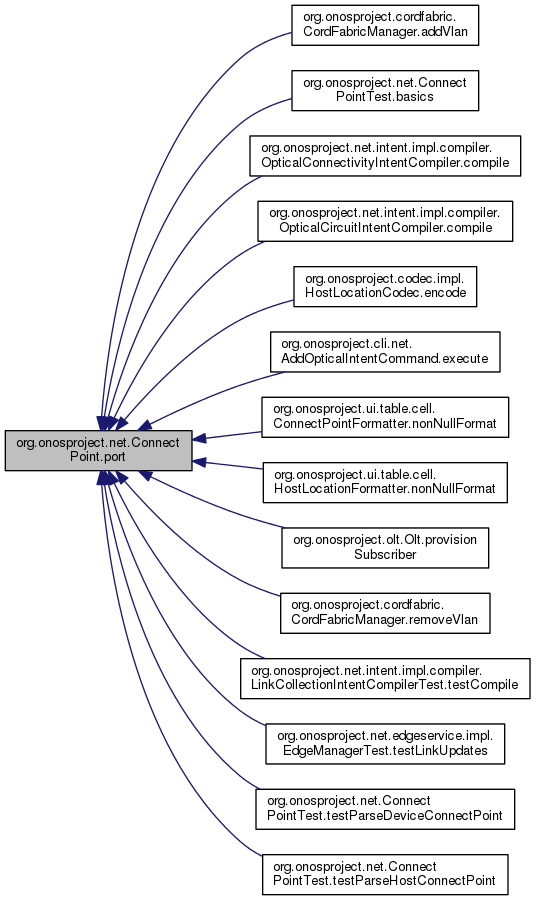 org.onosproject.cordfabric.
CordFabricManager.addVlan
org.onosproject.net.Connect
PointTest.basics
org.onosproject.net.intent.impl.compiler.
OpticalConnectivityIntentCompiler.compile
org.onosproject.net.intent.impl.compiler.
OpticalCircuitIntentCompiler.compile
org.onosproject.codec.impl.
HostLocationCodec.encode
org.onosproject.cli.net.
AddOpticalIntentCommand.execute
org.onosproject.ui.table.cell.
ConnectPointFormatter.nonNullFormat
org.onosproject.net.Connect
Point.port
org.onosproject.ui.table.cell.
HostLocationFormatter.nonNullFormat
org.onosproject.olt.Olt.provision
Subscriber
org.onosproject.cordfabric.
CordFabricManager.removeVlan
org.onosproject.net.intent.impl.compiler.
LinkCollectionIntentCompilerTest.testCompile
org.onosproject.net.edgeservice.impl.
EdgeManagerTest.testLinkUpdates
org.onosproject.net.Connect
PointTest.testParseDeviceConnectPoint
org.onosproject.net.Connect
PointTest.testParseHostConnectPoint